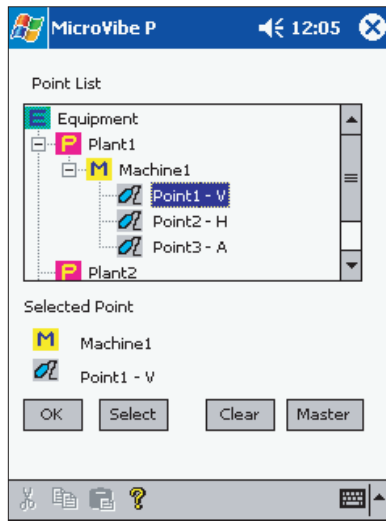 MicroVibe P 12:05
Point List
E Equipment
P Plant1
M Machine1
Point1 - V
Point2 - H
Point3 - A
P Plant2
Selected Point
M Machine1
Point1 - V
OK Select Clear Master